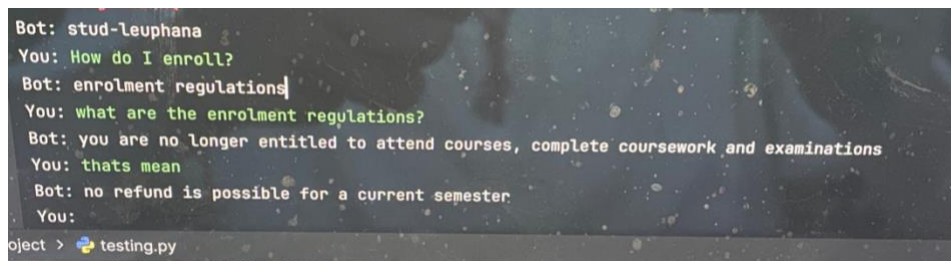 Bot: stud-leuphana
You: How do I enroll?
Bot: enrolment regulations
You: what are the enrolment regulations?
Bot: you are no longer entitled to attend courses, complete coursework and examinations
You: thats mean
Bot: no refund is possible for a current semester
You:
oject > testing.py